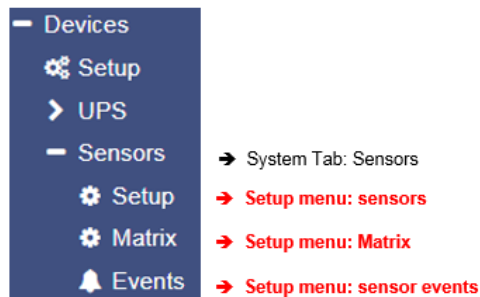 Devices
Setup
UPS
Sensors ➔ System Tab: Sensors
Setup ➔ Setup menu: sensors
Matrix ➔ Setup menu: Matrix
Events ➔ Setup menu: sensor events